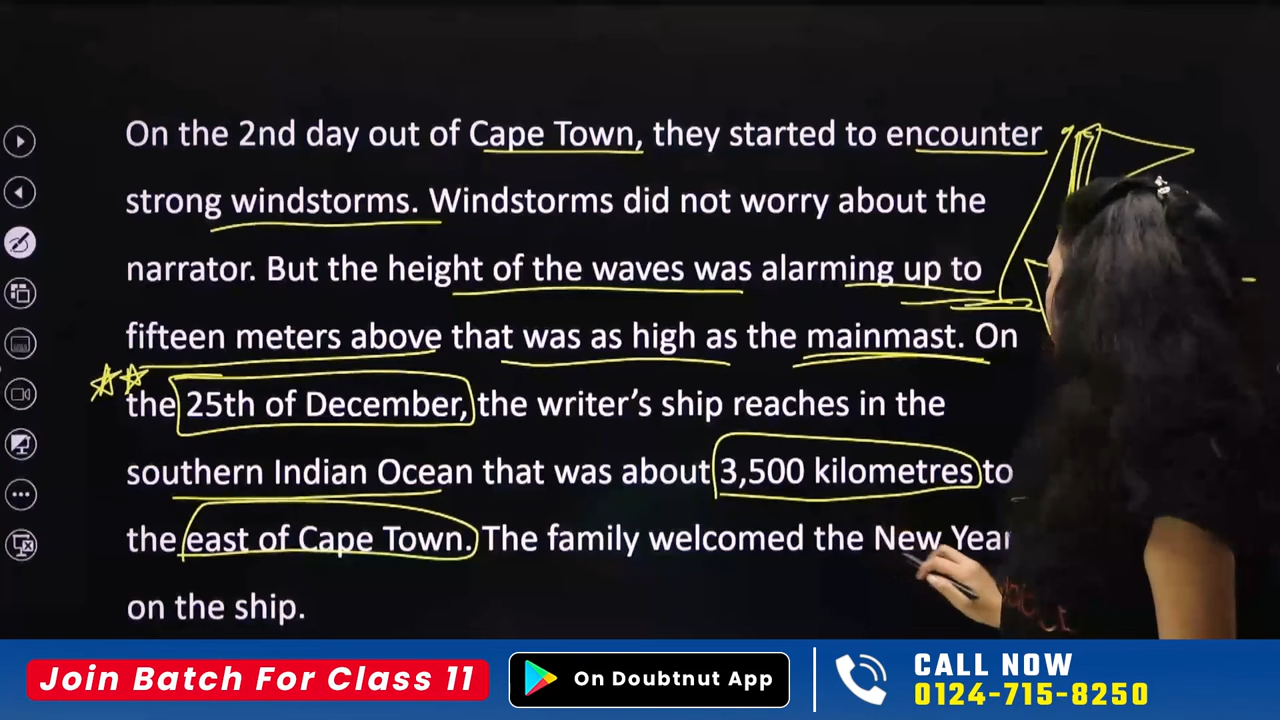 On the 2nd day out of Cape Town, they started to encounter
strong windstorms. Windstorms did not worry about the
narrator. But the height of the waves was alarming up to
fifteen meters above that was as high as the mainmast. On
the 25th of December, the writer's ship reaches in the
southern Indian Ocean that was about 3,500 kilometres to
the east of Cape Town. The family welcomed the New Year
on the ship.
Join Batch For Class 11
On Doubtnut App
CALL NOW
0124-715-8250